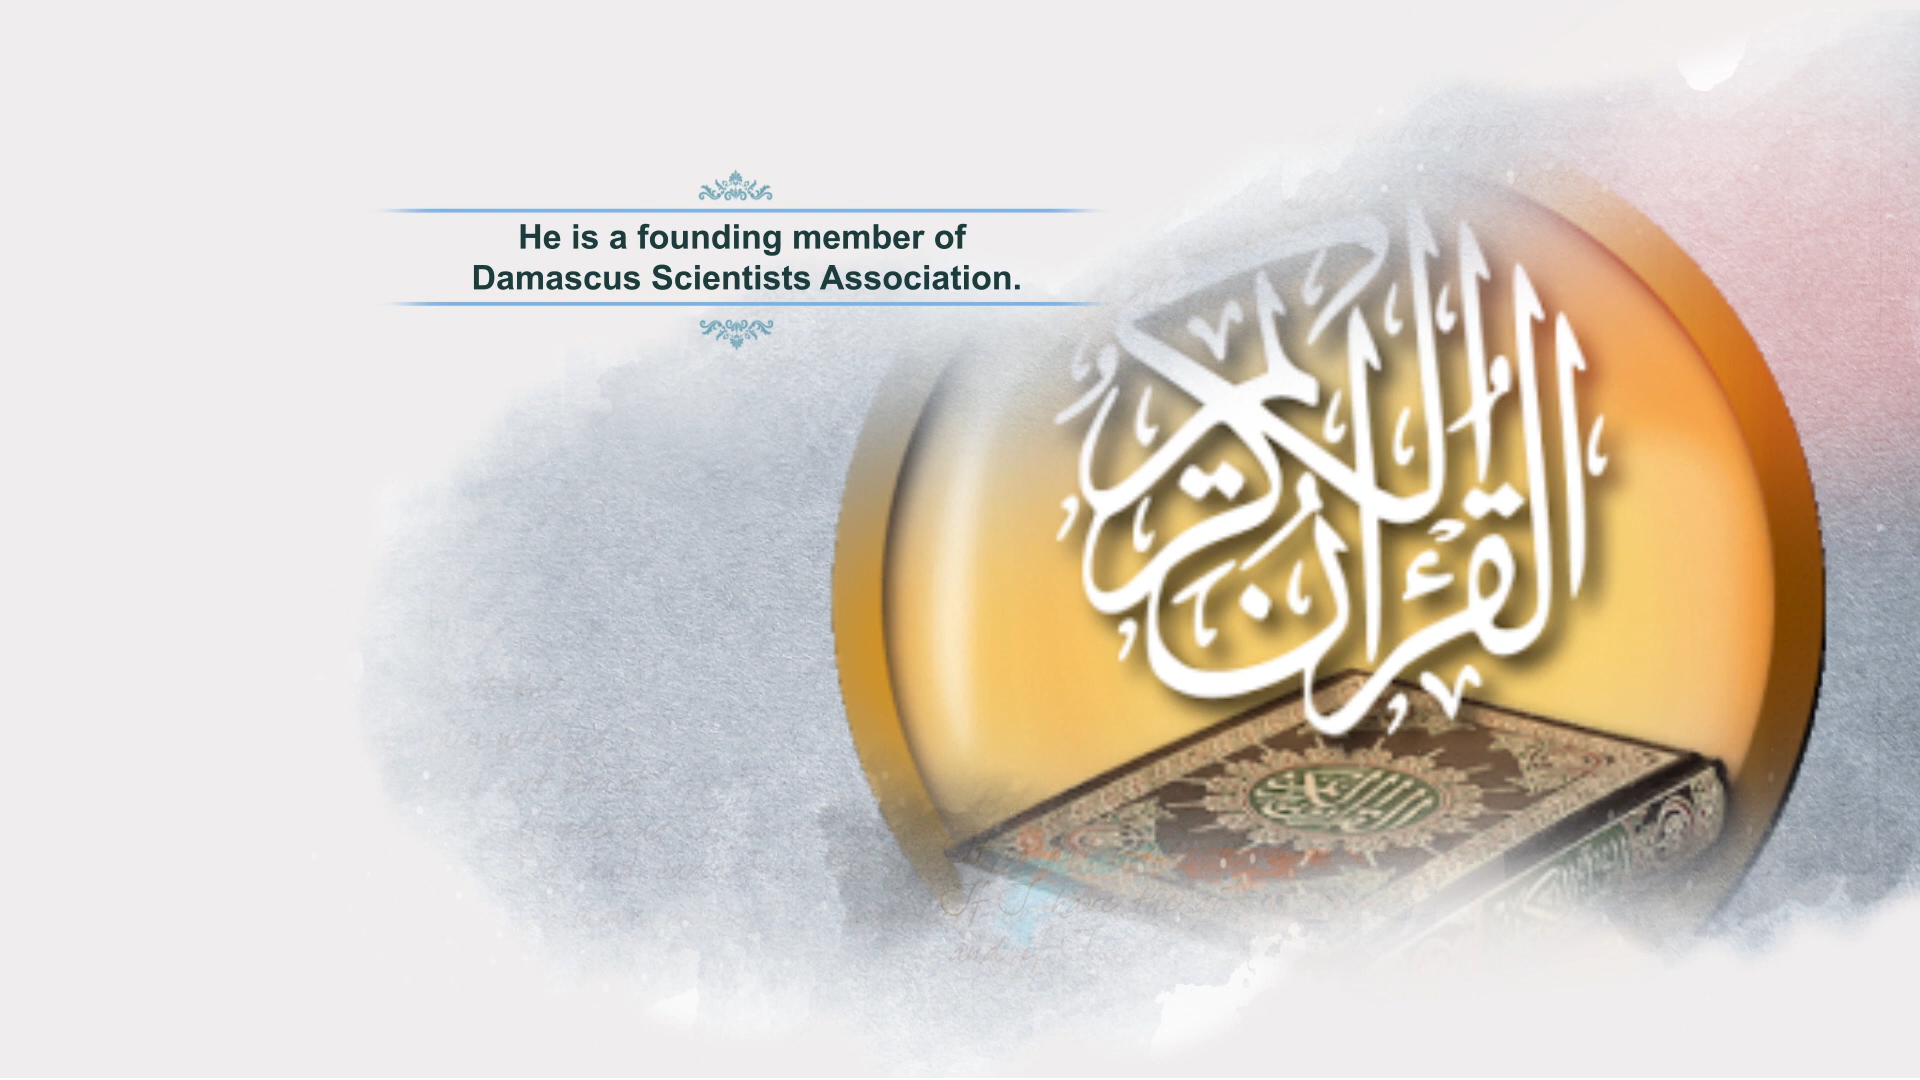 He is a founding member of
Damascus Scientists Association.
القرآن الكريم